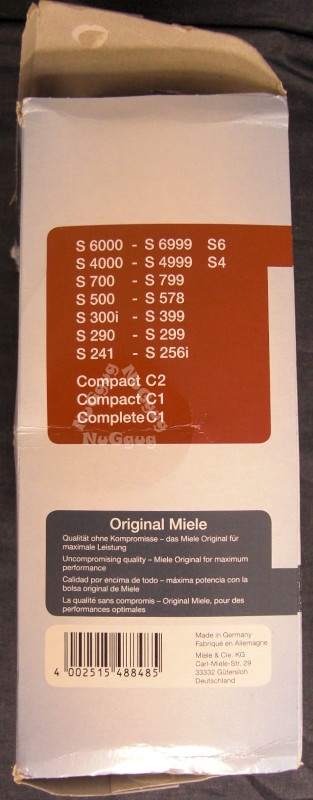 S 6000 - S 6999 S6
S 4000 - S 4999 S4
S 700 - S 799
S 500 - S 578
S 300i - S 399
S 290 - S 299
S 241 - S 256i
Compact C2
Compact C1
Complete C1
NuGgug
NuGgug
Original Miele
Qualität ohne Kompromisse – das Miele Original für
maximale Leistung
Uncompromising quality – Miele Original for maximum
performance
Calidad por encima de todo – máxima potencia con la
bolsa original de Miele
La qualité sans compromis – Original Miele, pour des
performances optimales
4 002515 488485
Made in Germany
Fabriqué en Allemagne
Miele & Cie. KG
Carl-Miele-Str. 29
33332 Gütersloh
Deutschland